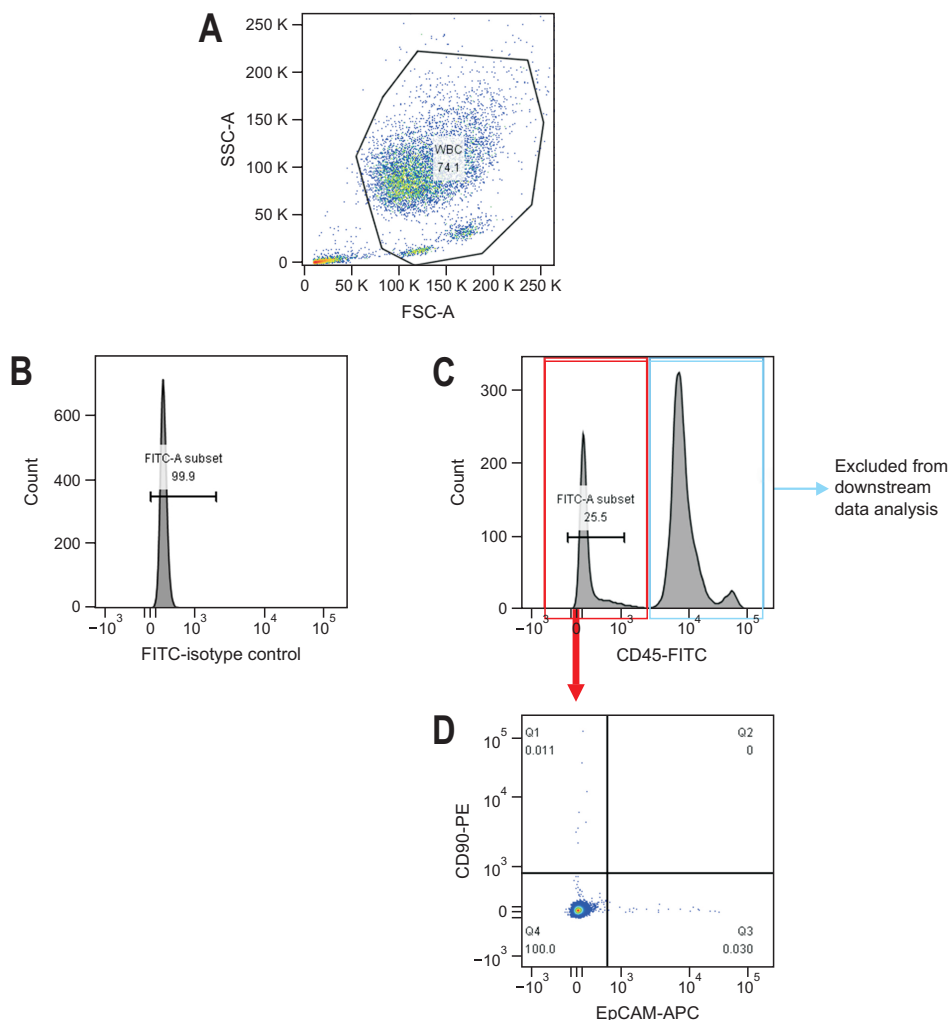 A
250 K
200 K
150 K
100 K
50 K
0
SSC-A
WBC
74.1
0 50 K 100 K 150 K 200 K 250 K
FSC-A
B
600
400
200
0
Count
FITC-A subset
99.9
−10³ 0 10³ 10⁴ 10⁵
FITC-isotype control
C
300
200
100
0
Count
FITC-A subset
25.5
−10³ 0 10³ 10⁴ 10⁵
CD45-FITC
Excluded from
downstream
data analysis
D
Q1
0.011
Q2
0
10⁵
10⁴
10³
0
−10³
CD90-PE
Q4
100.0
Q3
0.030
−10³ 0 10³ 10⁴ 10⁵
EpCAM-APC